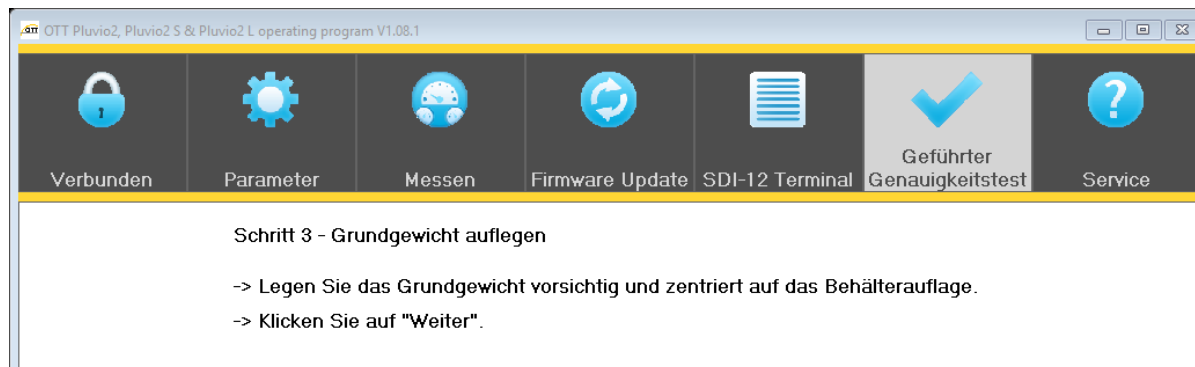 OTT OTT Pluvio2, Pluvio2 S & Pluvio2 L operating program V1.08.1
Verbunden
Parameter
Messen
Firmware Update
SDI-12 Terminal
Geführter
Genauigkeitstest
Service
Schritt 3 - Grundgewicht auflegen
-> Legen Sie das Grundgewicht vorsichtig und zentriert auf das Behälterauflage.
-> Klicken Sie auf "Weiter".